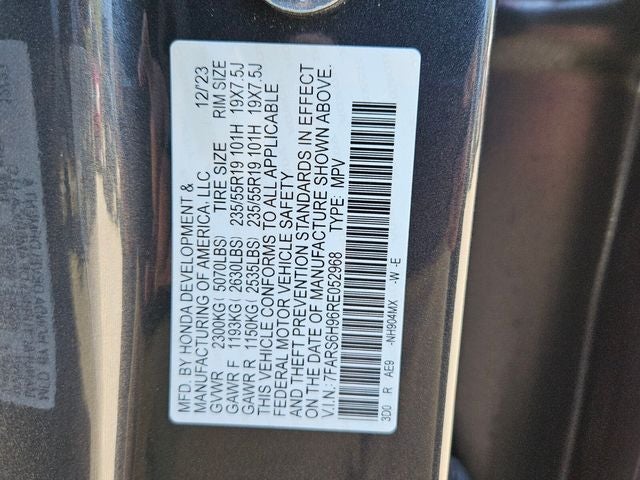 MFD. BY HONDA DEVELOPMENT &
MANUFACTURING OF AMERICA, LLC 12/23
GVWR 2300KG( 5070LBS) TIRE SIZE RIM SIZE
GAWR F 1193KG( 2630LBS) 235/55R19 101H 19X7.5J
GAWR R 1150KG( 2535LBS) 235/55R19 101H 19X7.5J
THIS VEHICLE CONFORMS TO ALL APPLICABLE
FEDERAL MOTOR VEHICLE SAFETY
AND THEFT PREVENTION STANDARDS IN EFFECT
ON THE DATE OF MANUFACTURE SHOWN ABOVE.
V.I.N: 7FARS6H96RE052968 TYPE: MPV
3D0 R AE9 -NH904MX -W -E